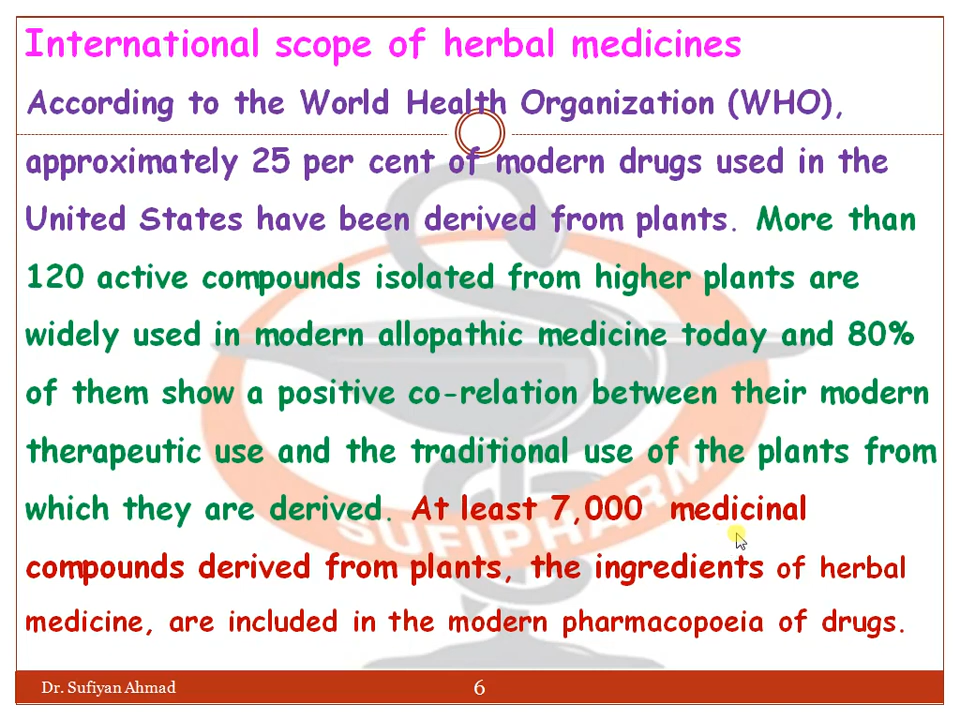 International scope of herbal medicines
According to the World Health Organization (WHO),
approximately 25 per cent of modern drugs used in the
United States have been derived from plants. More than
120 active compounds isolated from higher plants are
widely used in modern allopathic medicine today and 80%
of them show a positive co-relation between their modern
therapeutic use and the traditional use of the plants from
which they are derived. At least 7,000 medicinal
compounds derived from plants, the ingredients of herbal
medicine, are included in the modern pharmacopoeia of drugs.
SUFIPHARMA
Dr. Sufiyan Ahmad
6